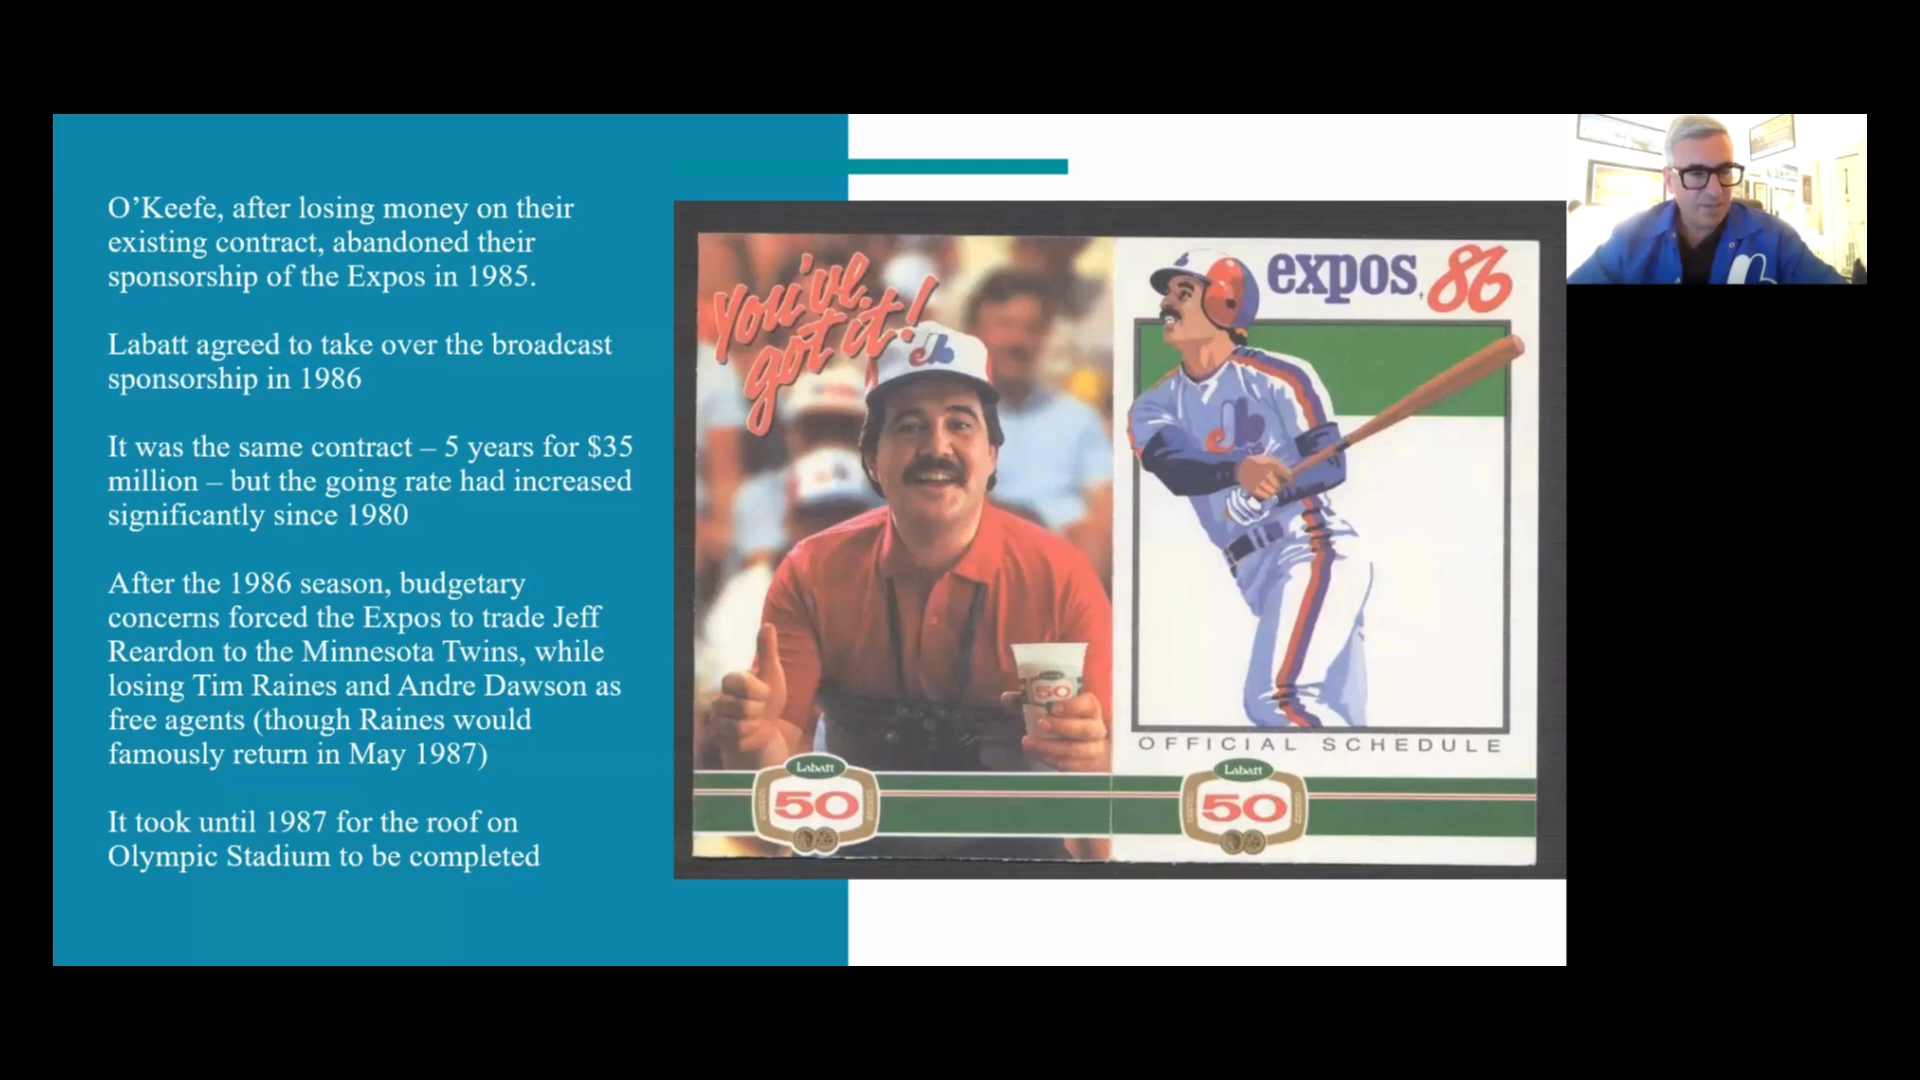 O’Keefe, after losing money on their
existing contract, abandoned their
sponsorship of the Expos in 1985.
Labatt agreed to take over the broadcast
sponsorship in 1986
It was the same contract – 5 years for $35
million – but the going rate had increased
significantly since 1980
After the 1986 season, budgetary
concerns forced the Expos to trade Jeff
Reardon to the Minnesota Twins, while
losing Tim Raines and Andre Dawson as
free agents (though Raines would
famously return in May 1987)
It took until 1987 for the roof on
Olympic Stadium to be completed
You've
got it!
50
Labatt
50
expos 86
OFFICIAL SCHEDULE
Labatt
50